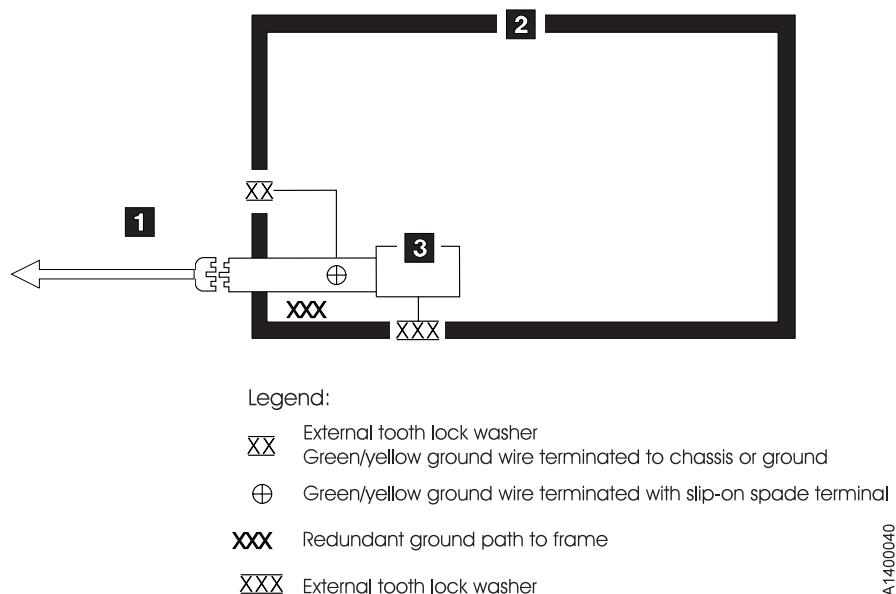 2
XX
1
3
XXX
XXX
Legend:
XX External tooth lock washer
Green/yellow ground wire terminated to chassis or ground
Green/yellow ground wire terminated with slip-on spade terminal
XXX Redundant ground path to frame
XXX External tooth lock washer
A1400040